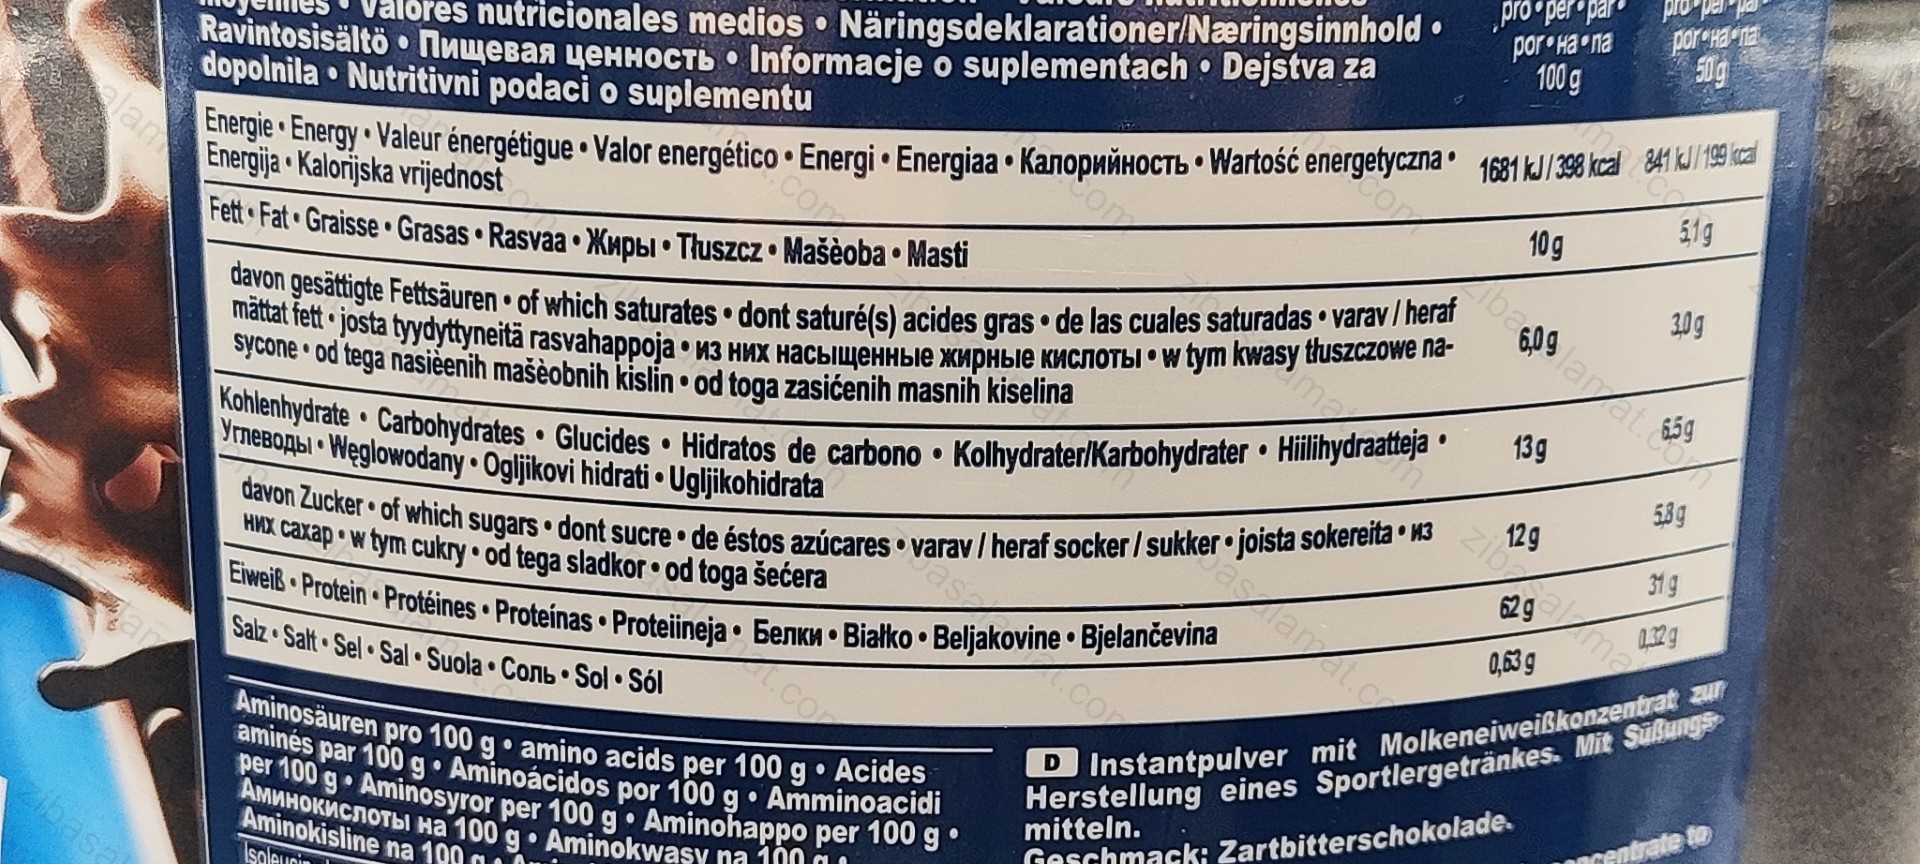 Valores nutricionales medios • Näringsdeklarationer/Næringsinnhold •
Ravintosisältö • Пищевая ценность • Informacje o suplementach • Dejstva za
dopolnila • Nutritivni podaci o suplementu
pro • per • par •
por • на • na
100 g
pro • per • par •
por • на • na
50 g
Energie • Energy • Valeur énergétigue • Valor energético • Energi • Energiaa • Калорийность • Wartość energetyczna •
Energija • Kalorijska vrijednost
1681 kJ / 398 kcal 841 kJ / 199 kcal
Fett • Fat • Graisse • Grasas • Rasvaa • Жиры • Tłuszcz • Mašèoba • Masti
10 g 5,1 g
davon gesättigte Fettsäuren • of which saturates • dont saturé(s) acides gras • de las cuales saturadas • varav / heraf
mättat fett • josta tyydyttyneitä rasvahappoja • из них насыщенные жирные кислоты • w tym kwasy tłuszczowe na-
sycone • od tega nasièenih mašèobnih kislin • od toga zasićenih masnih kiselina
6,0 g 3,0 g
Kohlenhydrate • Carbohydrates • Glucides • Hidratos de carbono • Kolhydrater/Karbohydrater • Hiilihydraatteja •
Углеводы • Węglowodany • Ogljikovi hidrati • Ugljikohidrata
13 g 6,5 g
davon Zucker • of which sugars • dont sucre • de éstos azúcares • varav / heraf socker / sukker • joista sokereita • из
них сахар • w tym cukry • od tega sladkor • od toga šećera
12 g 5,8 g
Eiweiß • Protein • Protéines • Proteínas • Proteiineja • Белки • Białko • Beljakovine • Bjelančevina
62 g 31 g
Salz • Salt • Sel • Sal • Suola • Соль • Sol • Sól
0,63 g 0,32 g
Aminosäuren pro 100 g • amino acids per 100 g • Acides
aminés par 100 g • Aminoácidos por 100 g • Amminoacidi
per 100 g • Aminosyror per 100 g • Aminohappo per 100 g •
Аминокислоты на 100 g • Aminokwasy na 100 g •
Aminokisline na 100 g
D Instantpulver mit Molkeneiweißkonzentrat zur
Herstellung eines Sportlergetränkes. Mit Süßungs-
mitteln.
Geschmack: Zartbitterschokolade.
to
zibasalamat.com